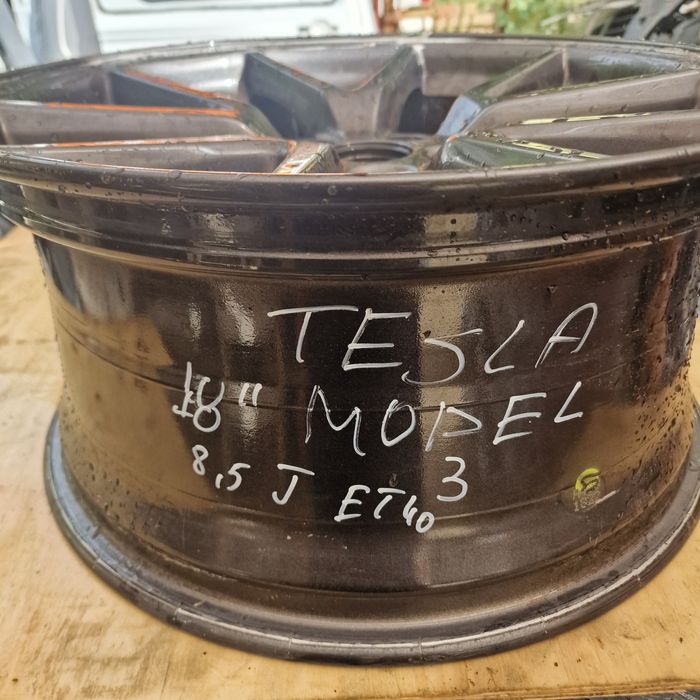 TESLA
18" MODEL
3
8,5 J ET40